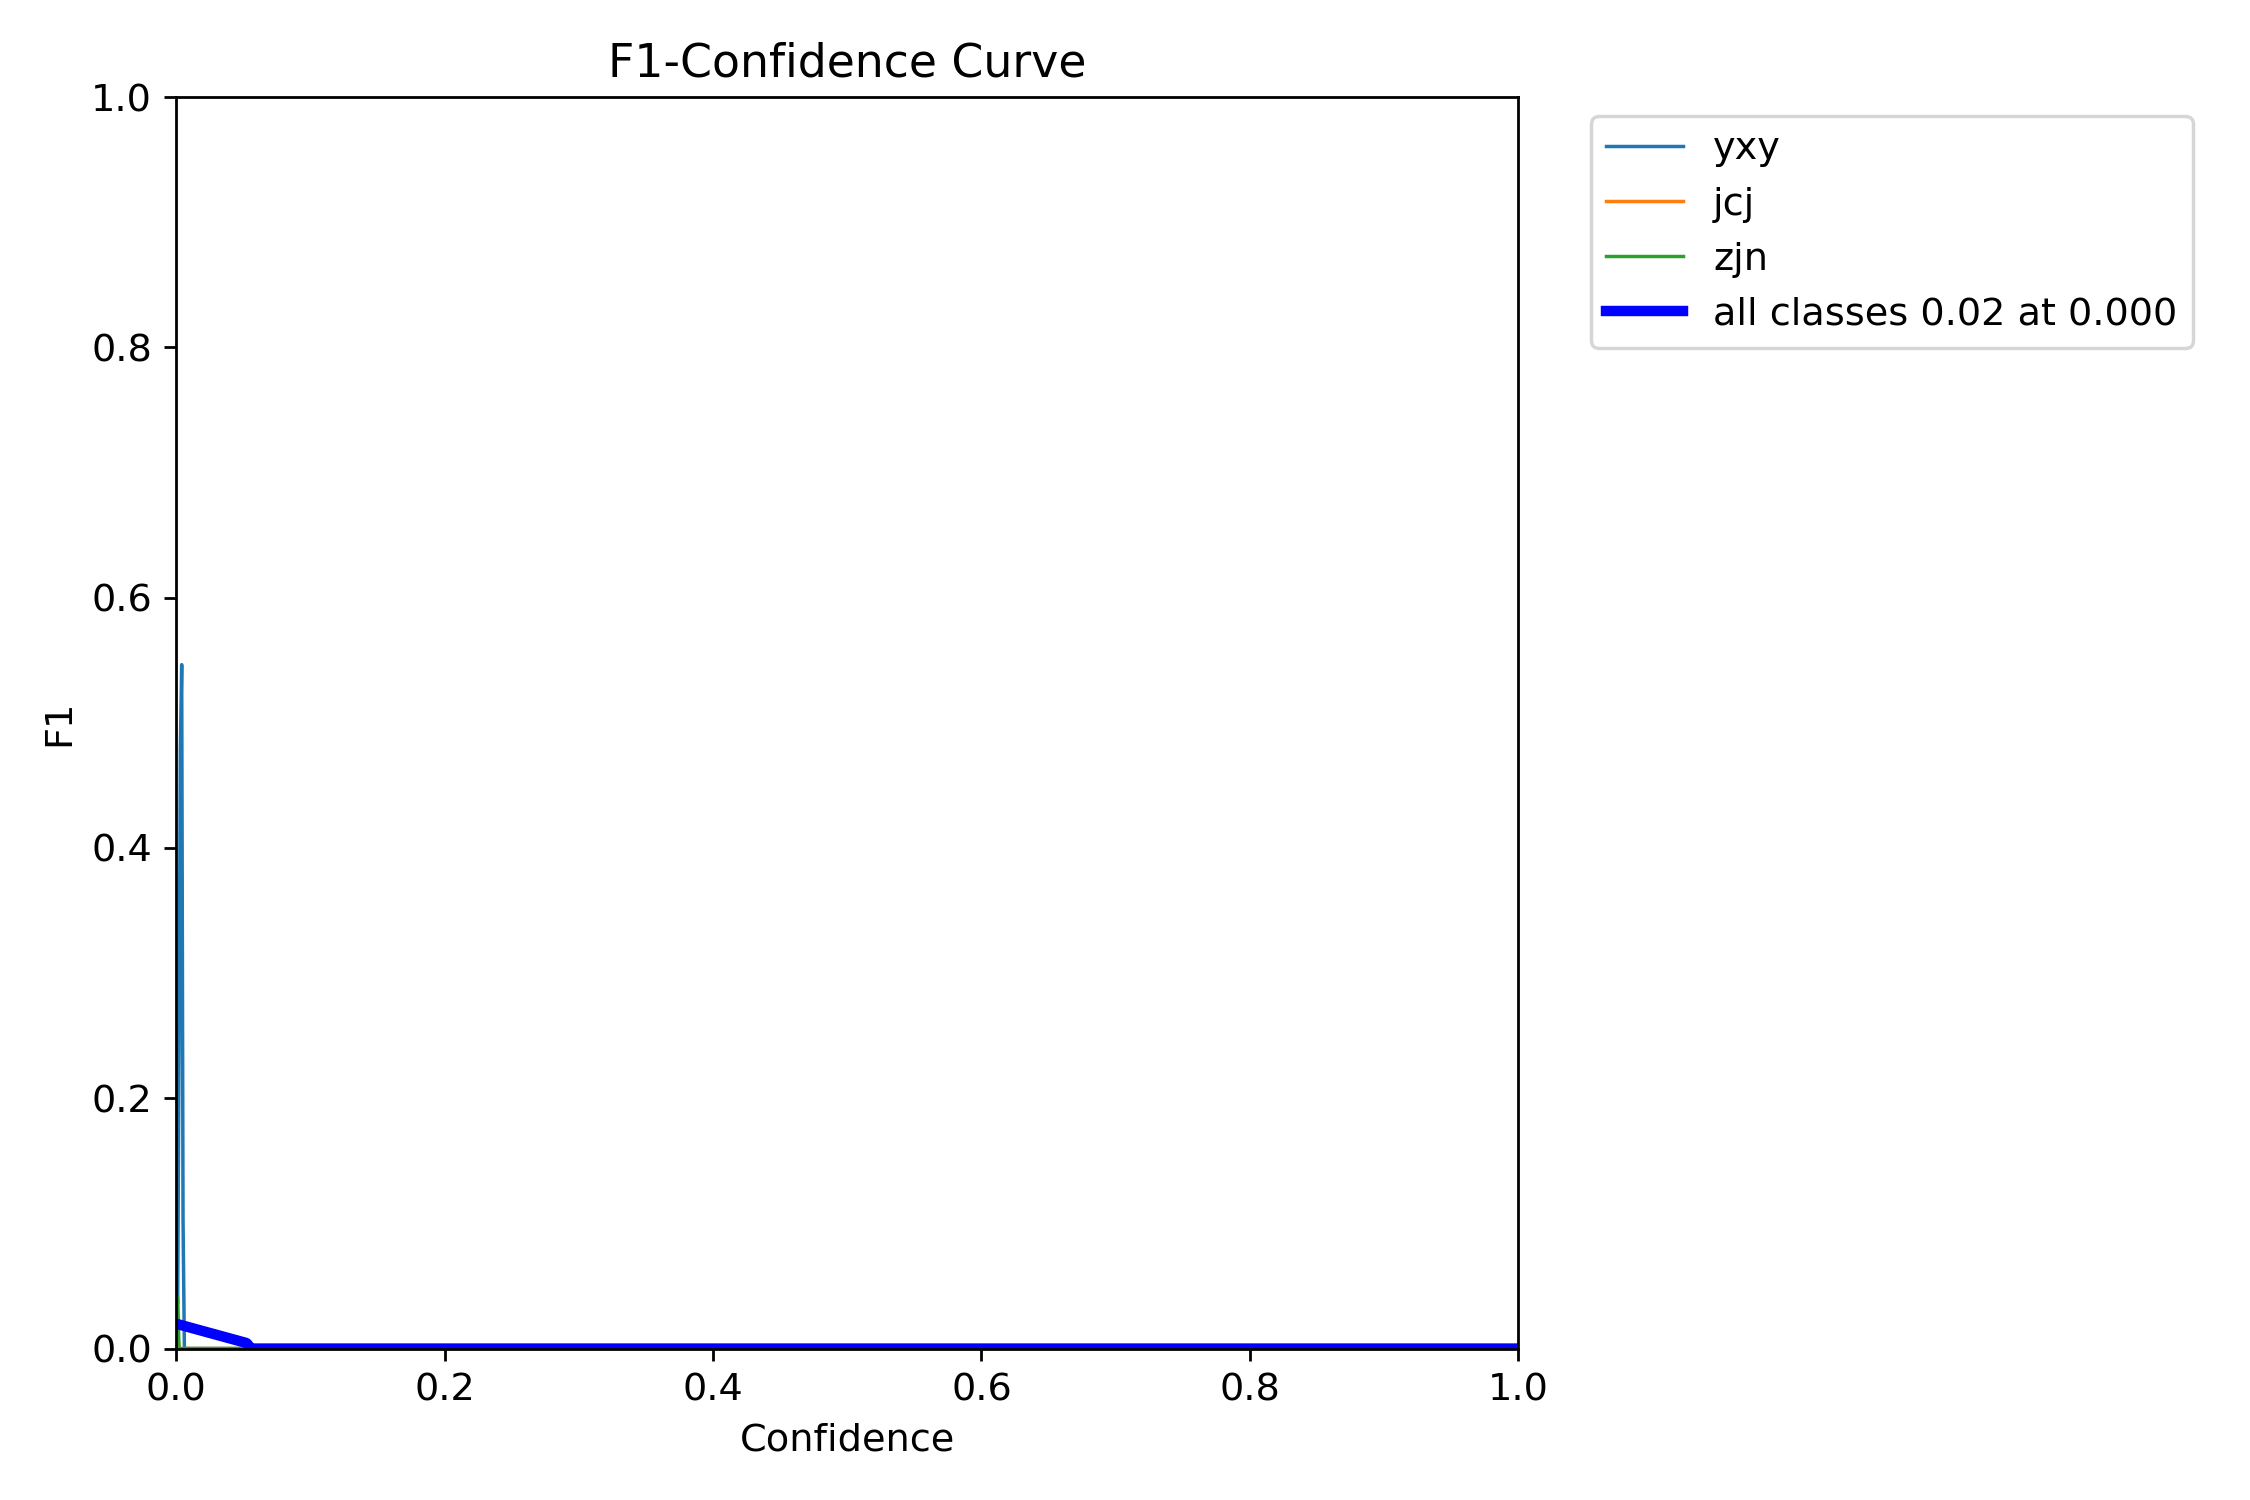 F1-Confidence Curve
1.0
0.8
0.6
0.4
0.2
0.0
F1
0.0 0.2 0.4 0.6 0.8 1.0
Confidence
yxy
jcj
zjn
all classes 0.02 at 0.000